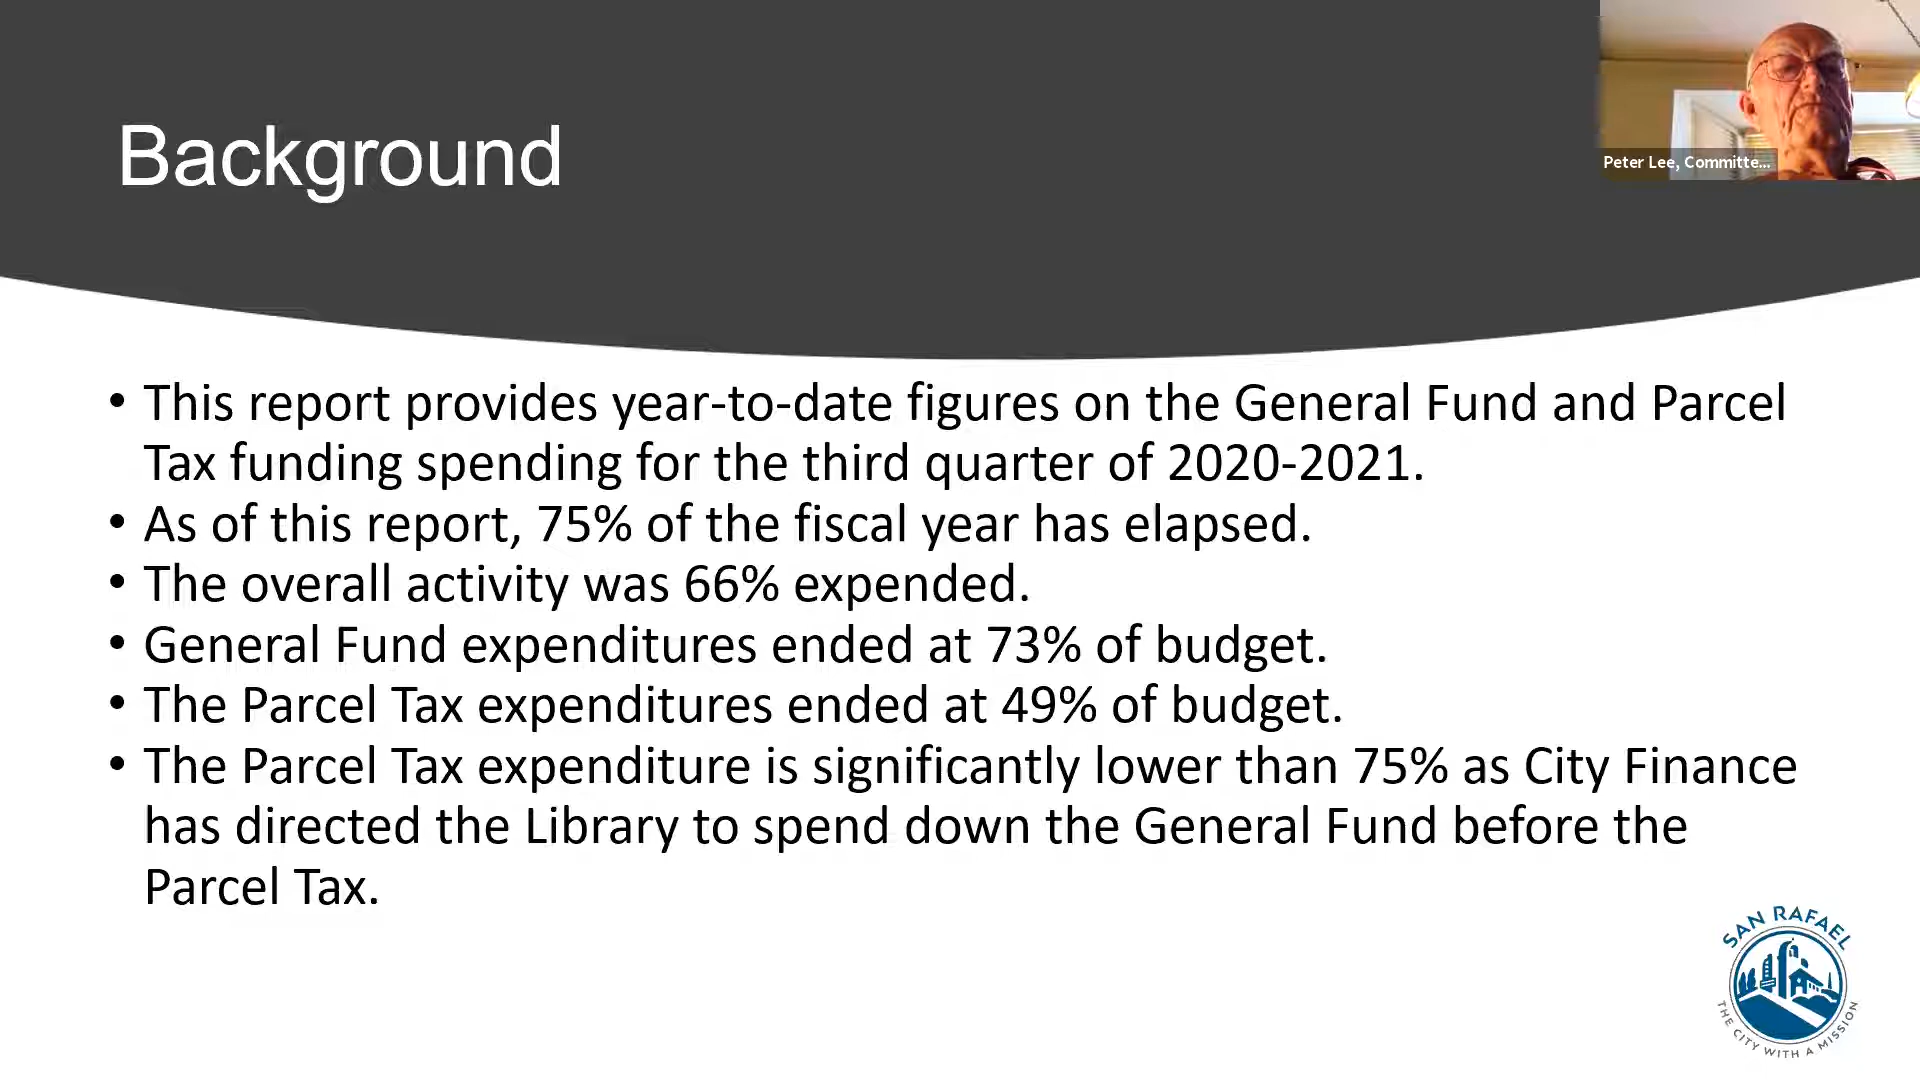 Background
Peter Lee, Committe...
• This report provides year-to-date figures on the General Fund and Parcel
Tax funding spending for the third quarter of 2020-2021.
• As of this report, 75% of the fiscal year has elapsed.
• The overall activity was 66% expended.
• General Fund expenditures ended at 73% of budget.
• The Parcel Tax expenditures ended at 49% of budget.
• The Parcel Tax expenditure is significantly lower than 75% as City Finance
has directed the Library to spend down the General Fund before the
Parcel Tax.
SAN RAFAEL
THE CITY WITH A MISSION